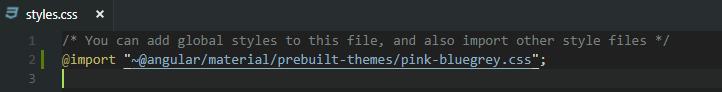 styles.css ×
1 /* You can add global styles to this file, and also import other style files */
2 @import "~@angular/material/prebuilt-themes/pink-bluegrey.css";
3